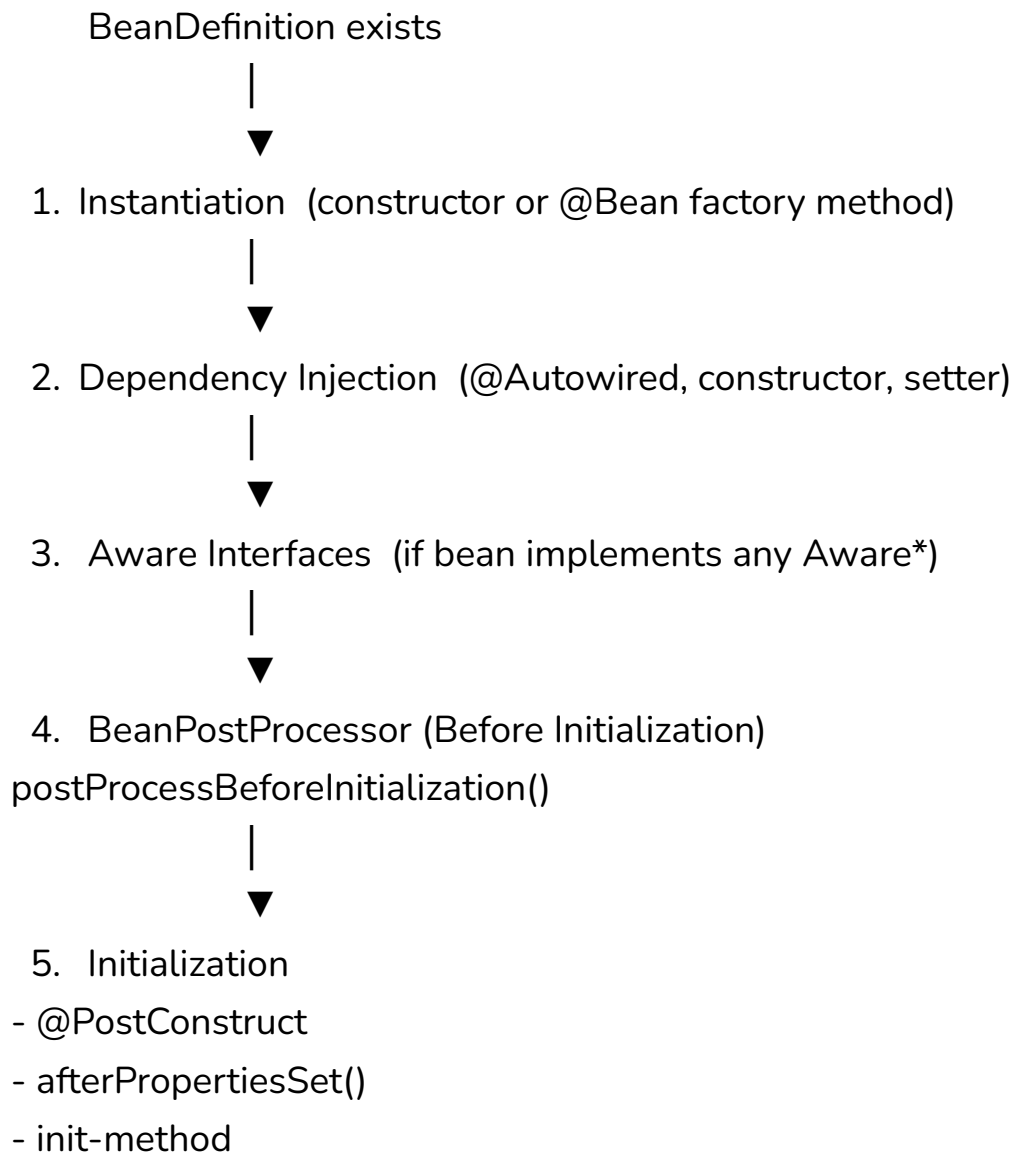 BeanDefinition exists
│
▼
1. Instantiation (constructor or @Bean factory method)
│
▼
2. Dependency Injection (@Autowired, constructor, setter)
│
▼
3. Aware Interfaces (if bean implements any Aware*)
│
▼
4. BeanPostProcessor (Before Initialization)
postProcessBeforeInitialization()
│
▼
5. Initialization
- @PostConstruct
- afterPropertiesSet()
- init-method